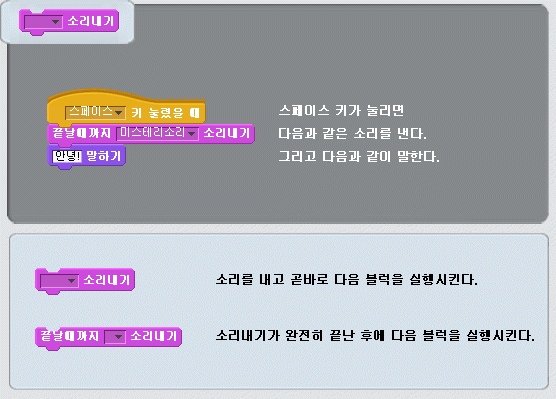 소리내기
스페이스 키 눌렸을 때 스페이스 키가 눌리면
끝날때까지 미스테리소리 소리내기 다음과 같은 소리를 낸다.
안녕! 말하기 그리고 다음과 같이 말한다.
소리내기 소리를 내고 곧바로 다음 블럭을 실행시킨다.
끝날때까지 소리내기 소리내기가 완전히 끝난 후에 다음 블럭을 실행시킨다.